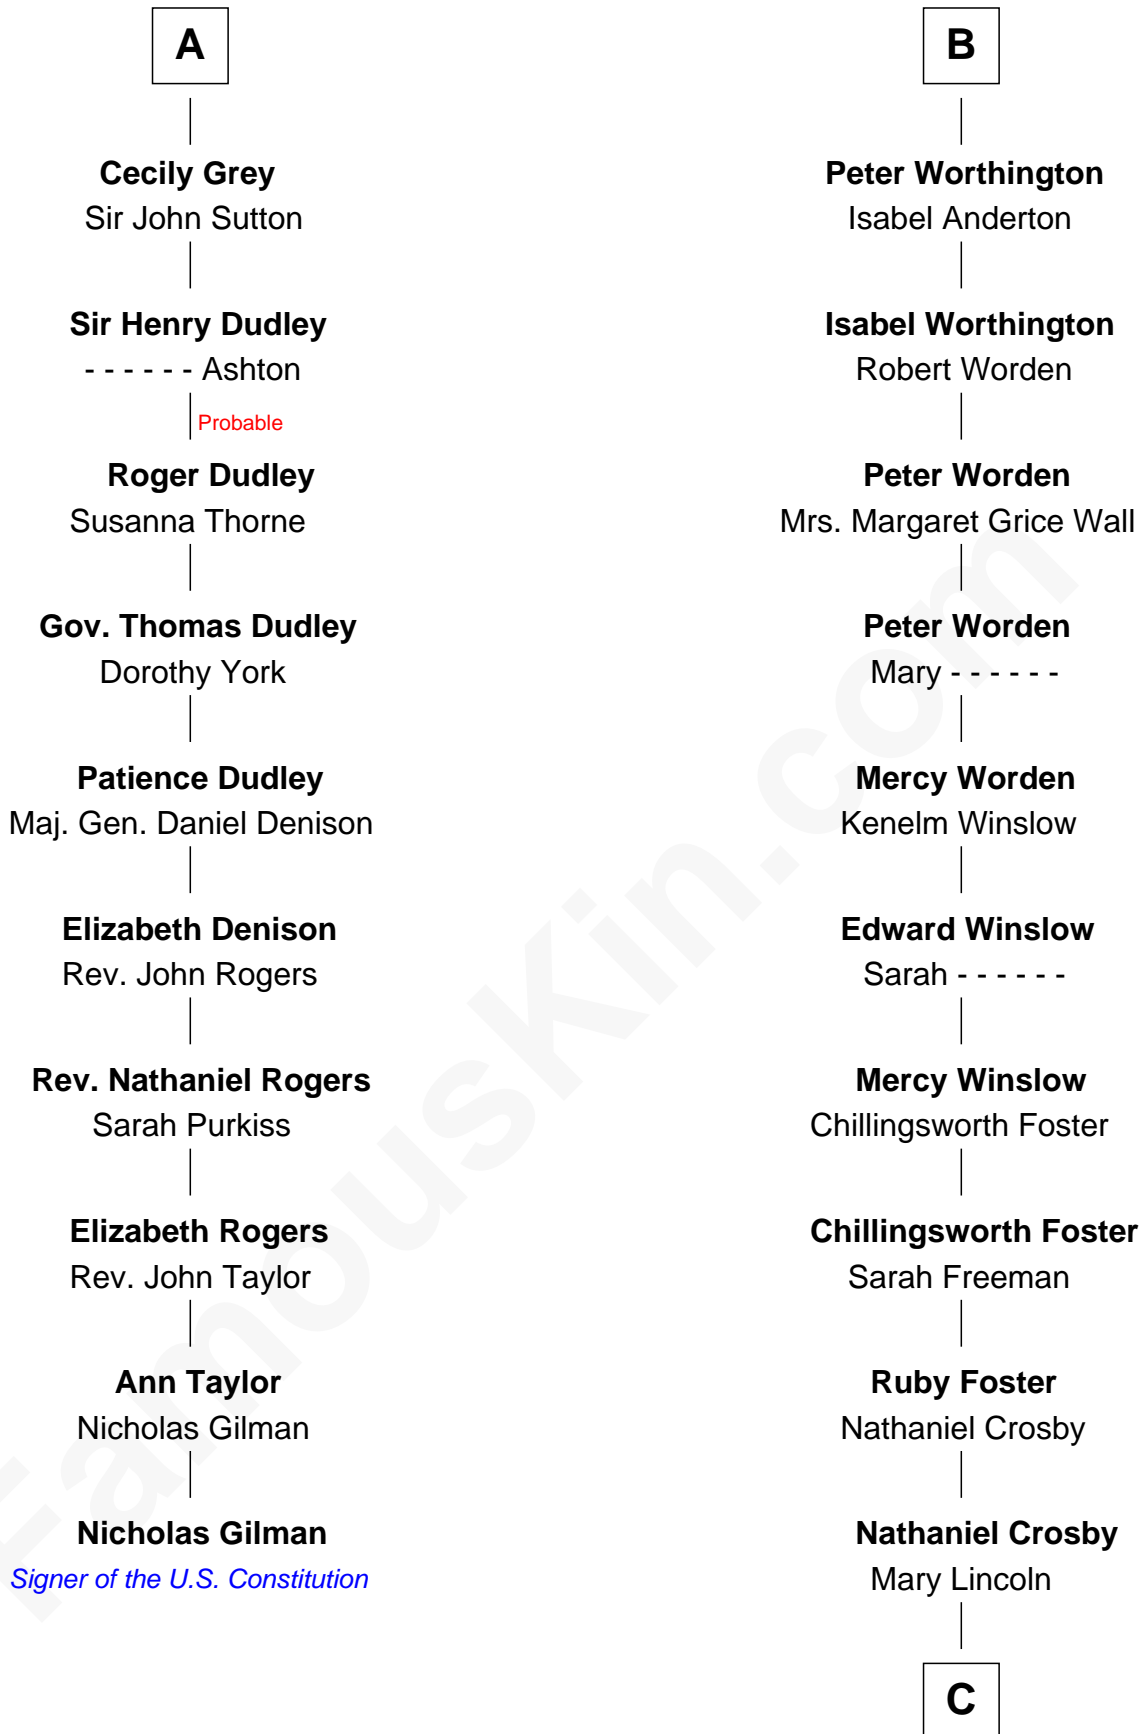 A
Cecily Grey
Sir John Sutton
Sir Henry Dudley
- - - - - - Ashton
Probable
Roger Dudley
Susanna Thorne
Gov. Thomas Dudley
Dorothy York
Patience Dudley
Maj. Gen. Daniel Denison
Elizabeth Denison
Rev. John Rogers
Rev. Nathaniel Rogers
Sarah Purkiss
Elizabeth Rogers
Rev. John Taylor
Ann Taylor
Nicholas Gilman
Nicholas Gilman
Signer of the U.S. Constitution
B
Peter Worthington
Isabel Anderton
Isabel Worthington
Robert Worden
Peter Worden
Mrs. Margaret Grice Wall
Peter Worden
Mary - - - - - -
Mercy Worden
Kenelm Winslow
Edward Winslow
Sarah - - - - - -
Mercy Winslow
Chillingsworth Foster
Chillingsworth Foster
Sarah Freeman
Ruby Foster
Nathaniel Crosby
Nathaniel Crosby
Mary Lincoln
C
FamousKin.com